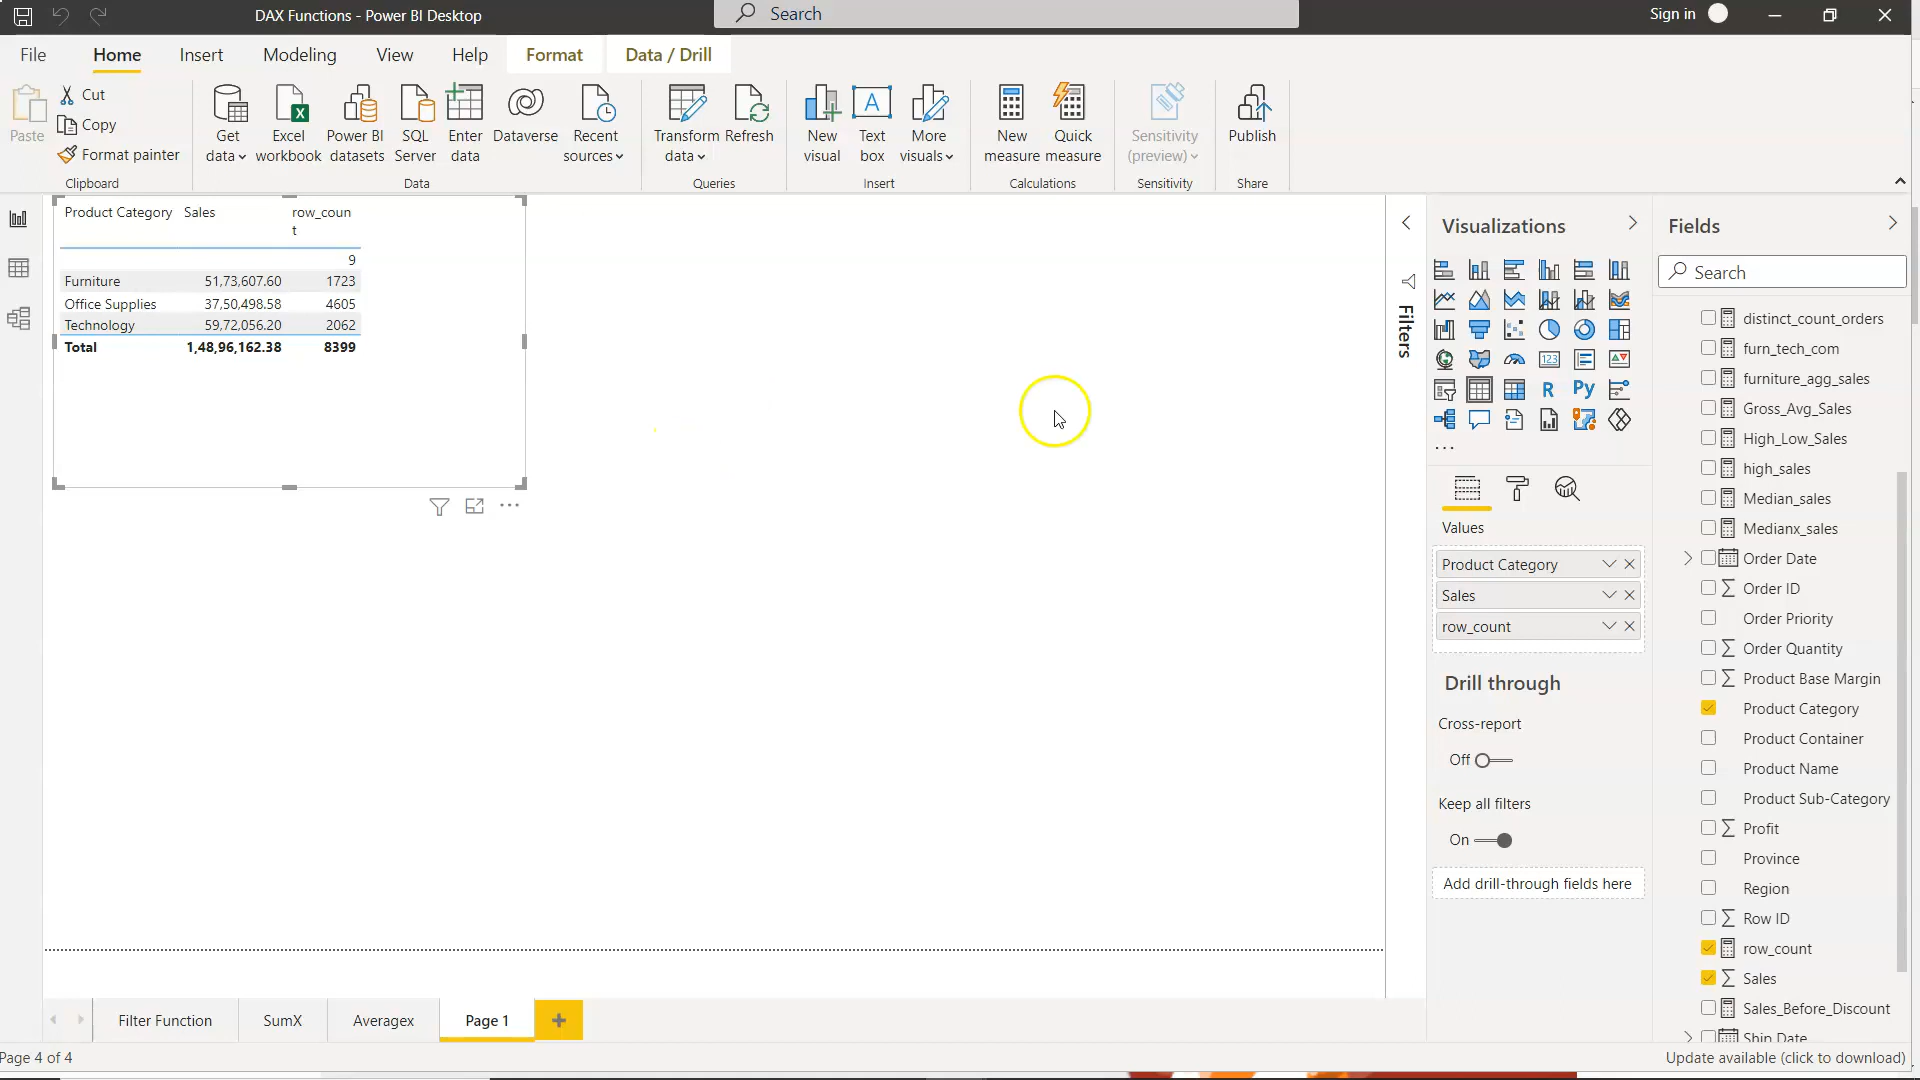 DAX Functions - Power BI Desktop
Search
Sign in
File Home Insert Modeling View Help Format Data / Drill
Paste
Cut
Copy
Format painter
Clipboard
Get data
Excel workbook
Power BI datasets
SQL Server
Enter data
Dataverse
Recent sources
Data
Transform data
Refresh
Queries
New visual
Text box
More visuals
Insert
New measure
Quick measure
Calculations
Sensitivity (preview)
Sensitivity
Publish
Share
Product Category Sales row_coun
t
9
Furniture 51,73,607.60 1723
Office Supplies 37,50,498.58 4605
Technology 59,72,056.20 2062
Total 1,48,96,162.38 8399
Filters
Visualizations
R Py
123
...
Values
Product Category
Sales
row_count
Drill through
Cross-report
Off
Keep all filters
On
Add drill-through fields here
Fields
Search
distinct_count_orders
furn_tech_com
furniture_agg_sales
Gross_Avg_Sales
High_Low_Sales
high_sales
Median_sales
Medianx_sales
Order Date
Order ID
Order Priority
Order Quantity
Product Base Margin
Product Category
Product Container
Product Name
Product Sub-Category
Profit
Province
Region
Row ID
row_count
Sales
Sales_Before_Discount
Ship Date
Filter Function SumX Averagex Page 1
Page 4 of 4
Update available (click to download)